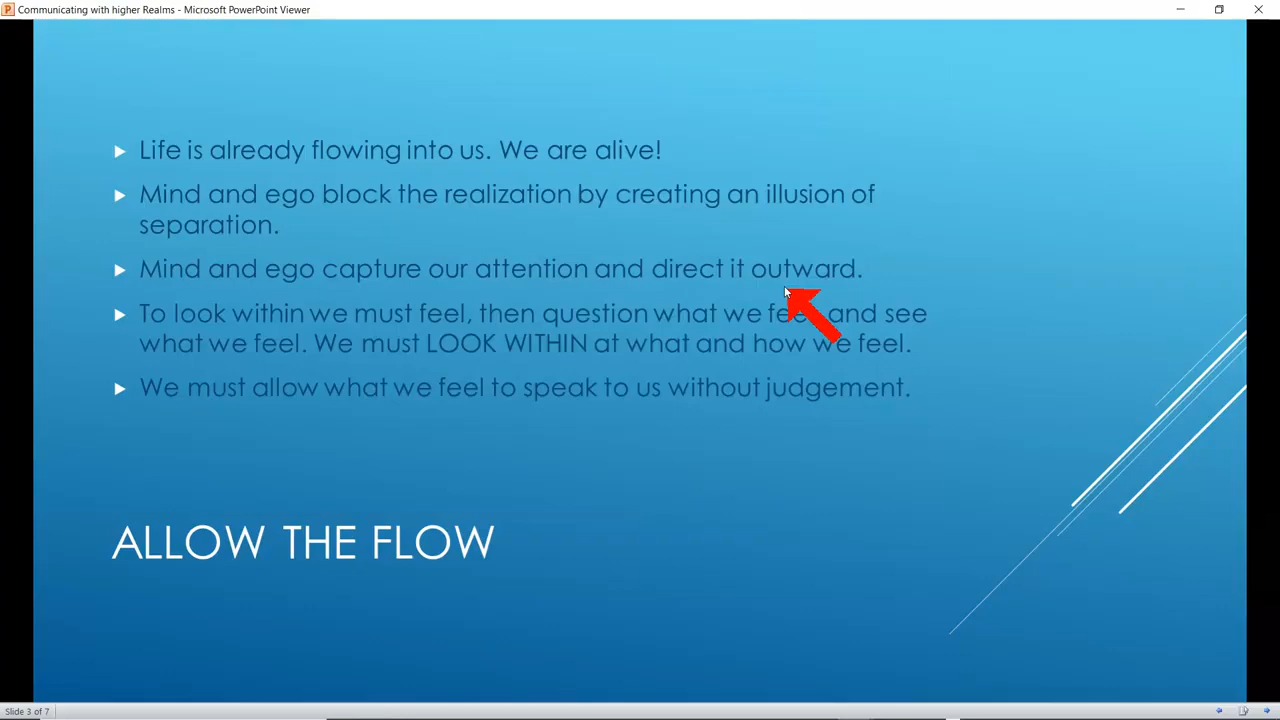 Communicating with higher Realms - Microsoft PowerPoint Viewer
Life is already flowing into us. We are alive!
Mind and ego block the realization by creating an illusion of
separation.
Mind and ego capture our attention and direct it outward.
To look within we must feel, then question what we feel and see
what we feel. We must LOOK WITHIN at what and how we feel.
We must allow what we feel to speak to us without judgement.
ALLOW THE FLOW
Slide 3 of 7